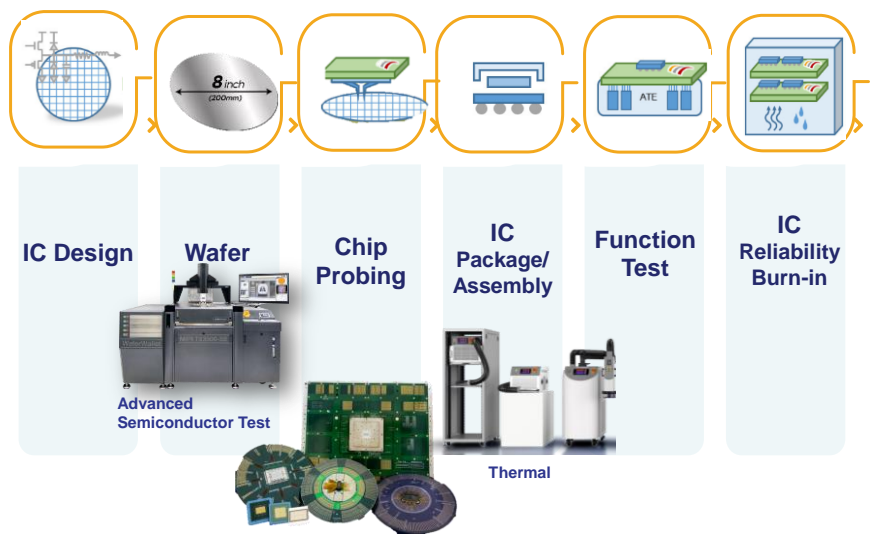 8 inch
(200mm)
ATE
IC Design
Wafer
Chip
Probing
IC
Package/
Assembly
Function
Test
IC
Reliability
Burn-in
Advanced
Semiconductor Test
Thermal